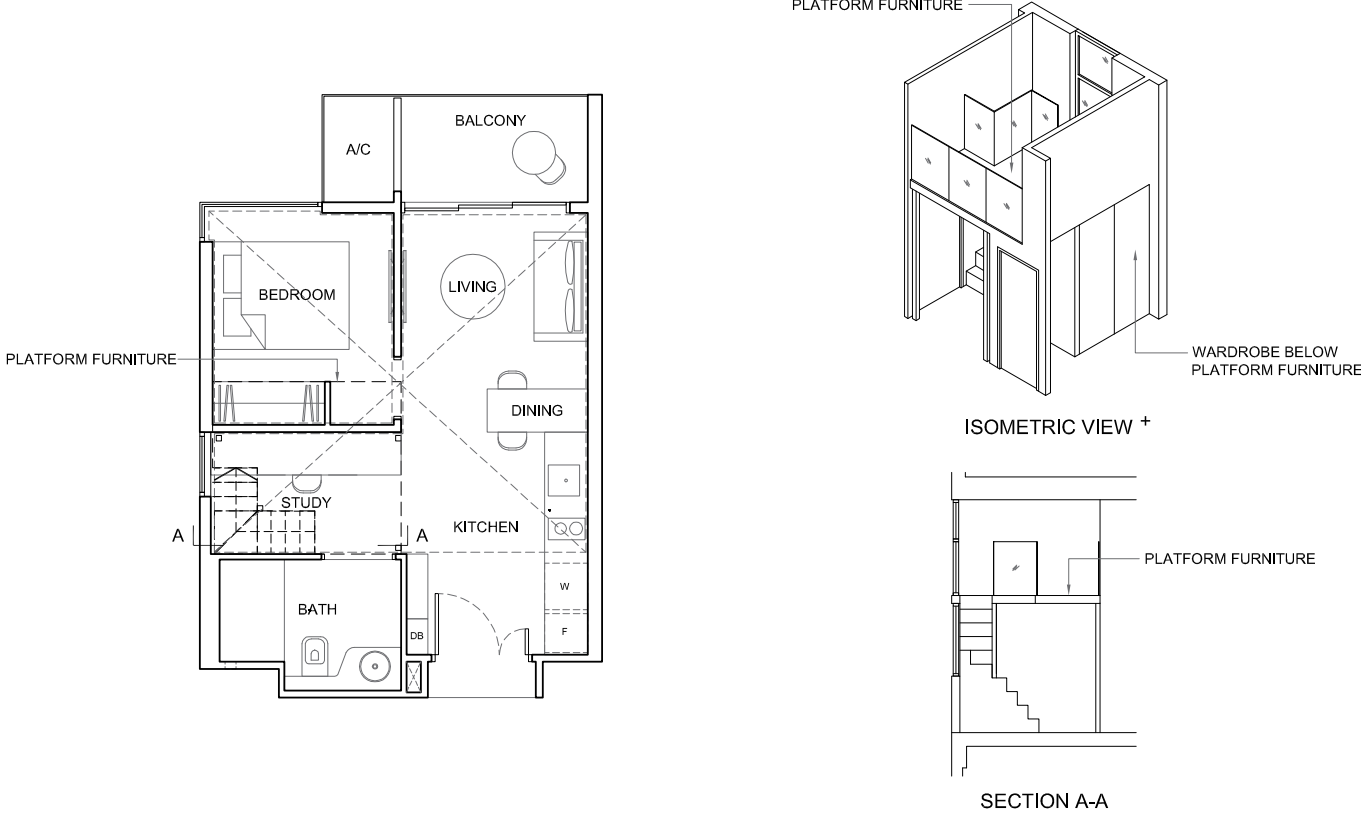 BALCONY
A/C
BEDROOM
LIVING
PLATFORM FURNITURE
DINING
STUDY
A
A
KITCHEN
W
BATH
DB
F
PLATFORM FURNITURE
WARDROBE BELOW
PLATFORM FURNITURE
ISOMETRIC VIEW +
PLATFORM FURNITURE
SECTION A-A